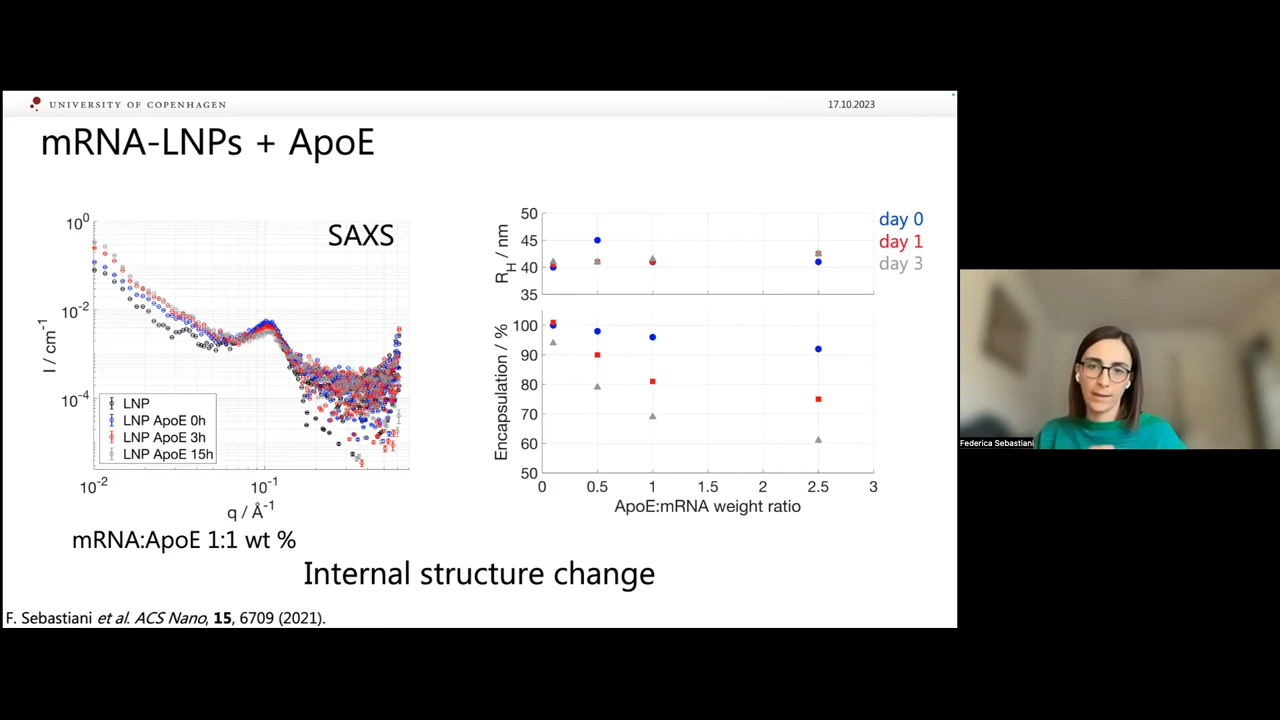 UNIVERSITY OF COPENHAGEN
17.10.2023
mRNA-LNPs + ApoE
SAXS
10^0
10^-2
10^-4
I / cm^-1
LNP
LNP ApoE 0h
LNP ApoE 3h
LNP ApoE 15h
10^-2
10^-1
q / Å^-1
mRNA:ApoE 1:1 wt %
50
45
40
35
R_H / nm
day 0
day 1
day 3
100
90
80
70
60
50
Encapsulation / %
0 0.5 1 1.5 2 2.5 3
ApoE:mRNA weight ratio
Internal structure change
F. Sebastiani et al. ACS Nano, 15, 6709 (2021).
Federica Sebastiani